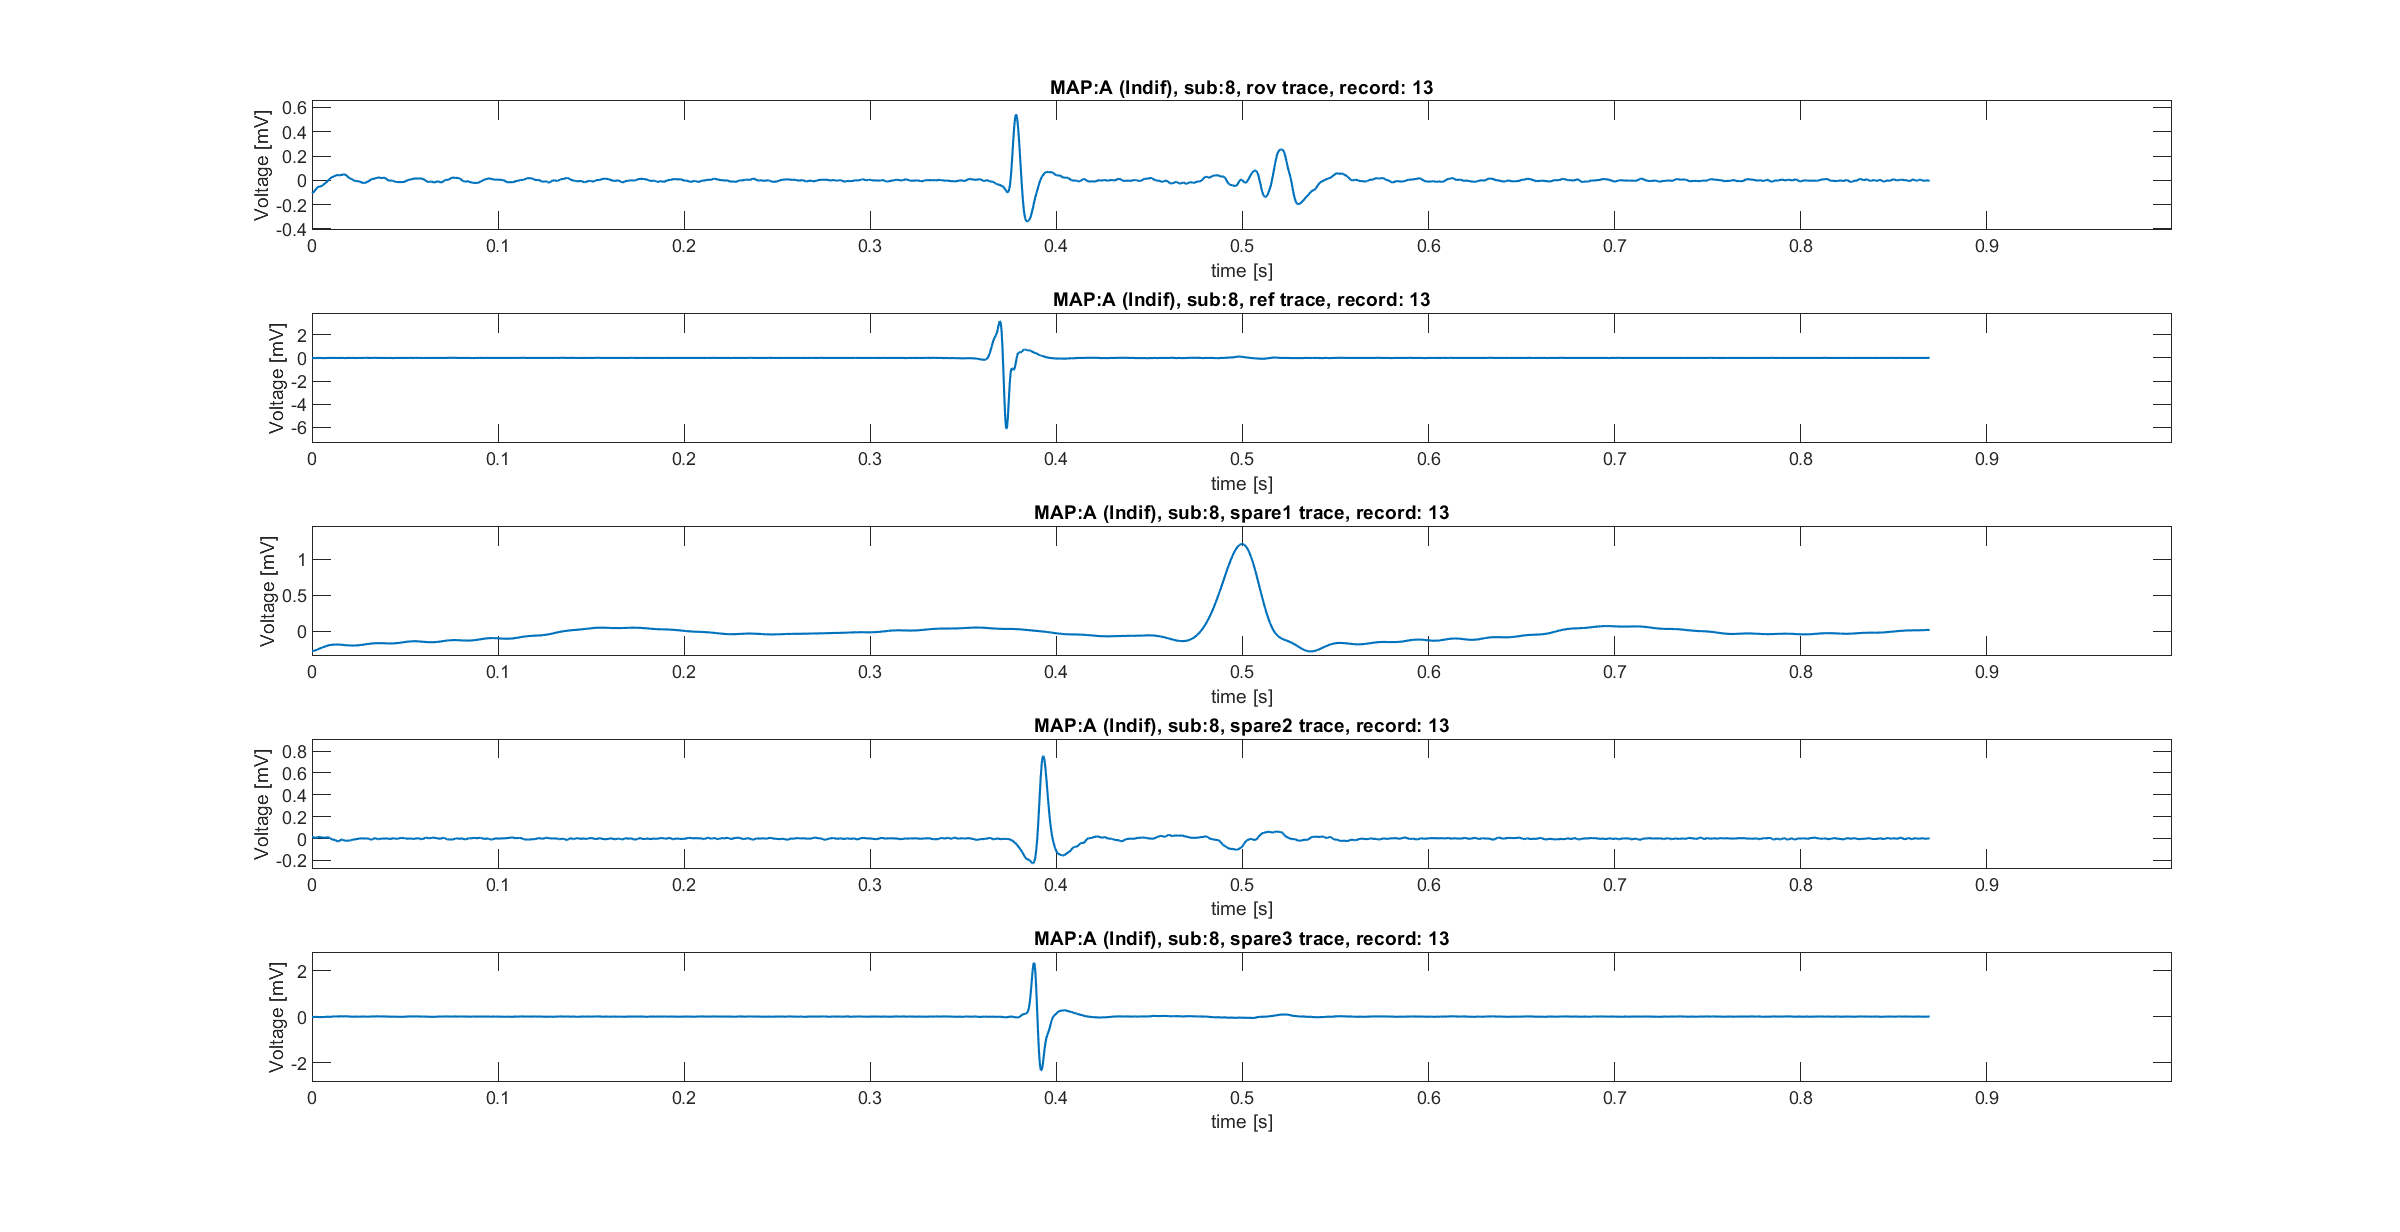 MAP:A (Indif), sub:8, rov trace, record: 13
Voltage [mV]
0.6
0.4
0.2
0
-0.2
-0.4
0 0.1 0.2 0.3 0.4 0.5 0.6 0.7 0.8 0.9
time [s]
MAP:A (Indif), sub:8, ref trace, record: 13
Voltage [mV]
2
0
-2
-4
-6
0 0.1 0.2 0.3 0.4 0.5 0.6 0.7 0.8 0.9
time [s]
MAP:A (Indif), sub:8, spare1 trace, record: 13
Voltage [mV]
1
0.5
0
0 0.1 0.2 0.3 0.4 0.5 0.6 0.7 0.8 0.9
time [s]
MAP:A (Indif), sub:8, spare2 trace, record: 13
Voltage [mV]
0.8
0.6
0.4
0.2
0
-0.2
0 0.1 0.2 0.3 0.4 0.5 0.6 0.7 0.8 0.9
time [s]
MAP:A (Indif), sub:8, spare3 trace, record: 13
Voltage [mV]
2
0
-2
0 0.1 0.2 0.3 0.4 0.5 0.6 0.7 0.8 0.9
time [s]